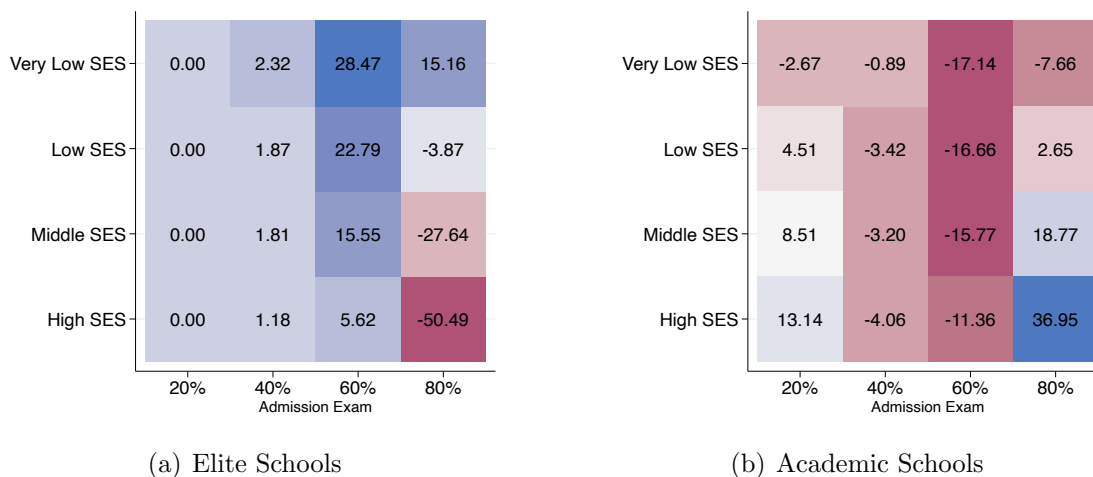 Very Low SES 0.00 2.32 28.47 15.16
Low SES 0.00 1.87 22.79 -3.87
Middle SES 0.00 1.81 15.55 -27.64
High SES 0.00 1.18 5.62 -50.49
20% 40% 60% 80%
Admission Exam
(a) Elite Schools
Very Low SES -2.67 -0.89 -17.14 -7.66
Low SES 4.51 -3.42 -16.66 2.65
Middle SES 8.51 -3.20 -15.77 18.77
High SES 13.14 -4.06 -11.36 36.95
20% 40% 60% 80%
Admission Exam
(b) Academic Schools